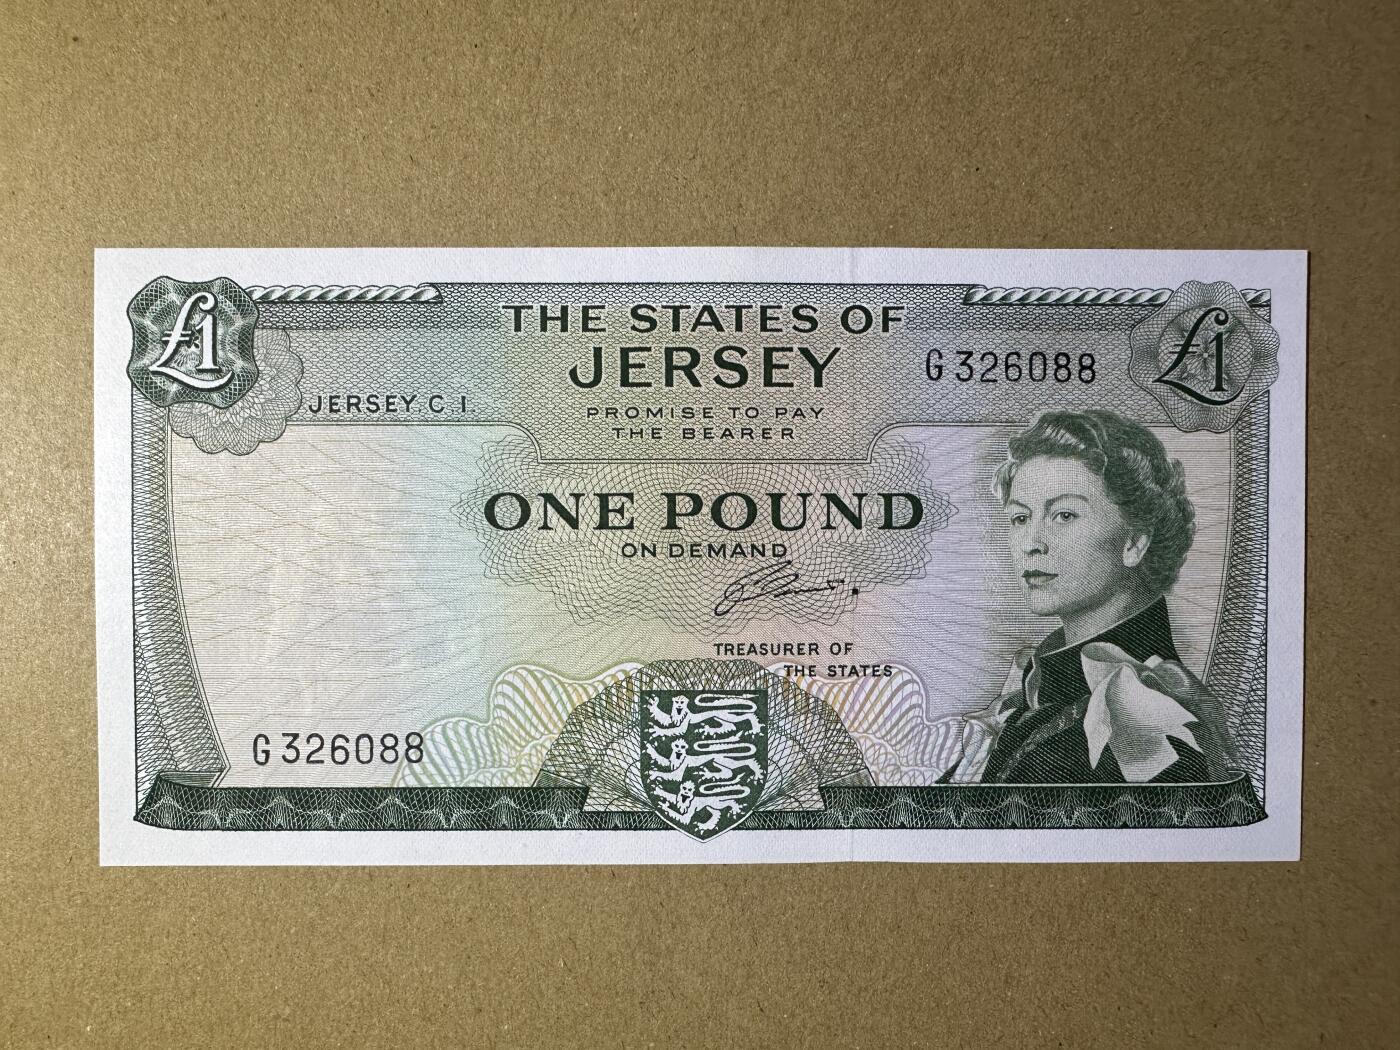 £1
THE STATES OF
JERSEY
£1
G 326088
JERSEY. C. I.
PROMISE TO PAY
THE BEARER
ONE POUND
ON DEMAND
TREASURER OF
THE STATES
G 326088